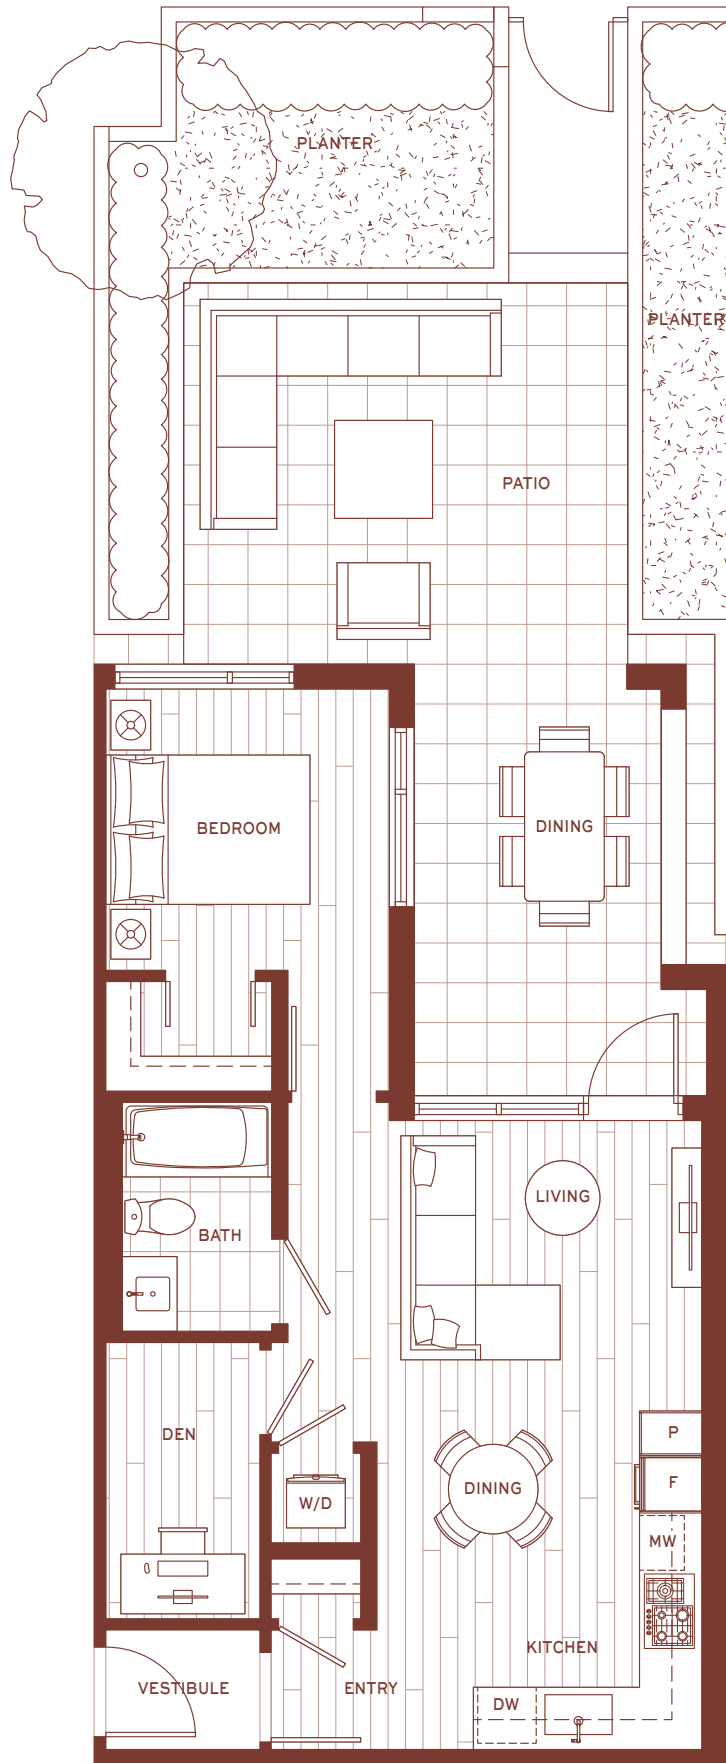 PLANTER
PLANTER
PATIO
BEDROOM
DINING
LIVING
BATH
DEN
P
F
DINING
W/D
MW
KITCHEN
VESTIBULE
ENTRY
DW